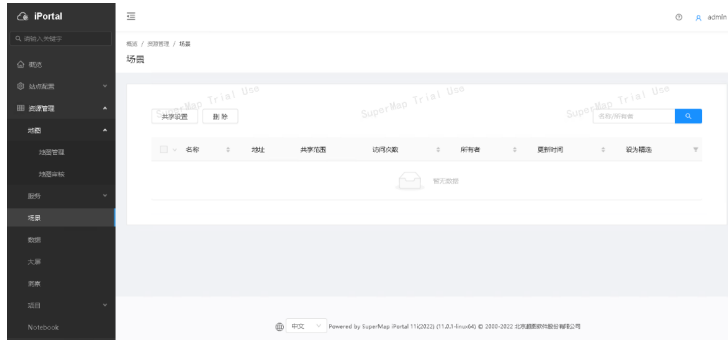 iPortal
admin
请输入关键字
概览 / 资源管理 / 场景
场景
概览
站点配置
资源管理
地图
地图管理
地图审核
服务
场景
数据
大屏
洞察
项目
Notebook
SuperMap Trial Use
SuperMap Trial Use
SuperMap Trial Use
共享设置
删 除
名称/所有者
名称
地址
共享范围
访问次数
所有者
更新时间
设为精选
暂无数据
中文
Powered by SuperMap iPortal 11i(2022) (11.0.1-linux64) © 2000-2022 北京超图软件股份有限公司